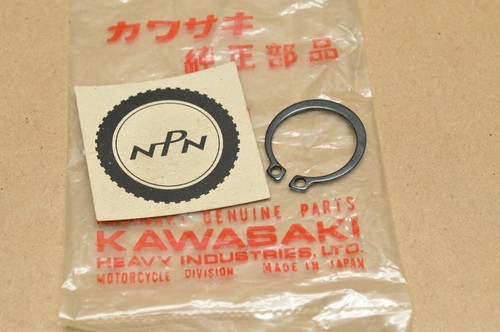 カワサキ
純正部品
NPN
GENUINE PARTS
KAWASAKI
HEAVY INDUSTRIES, LTD.
MOTORCYCLE DIVISION MADE IN JAPAN